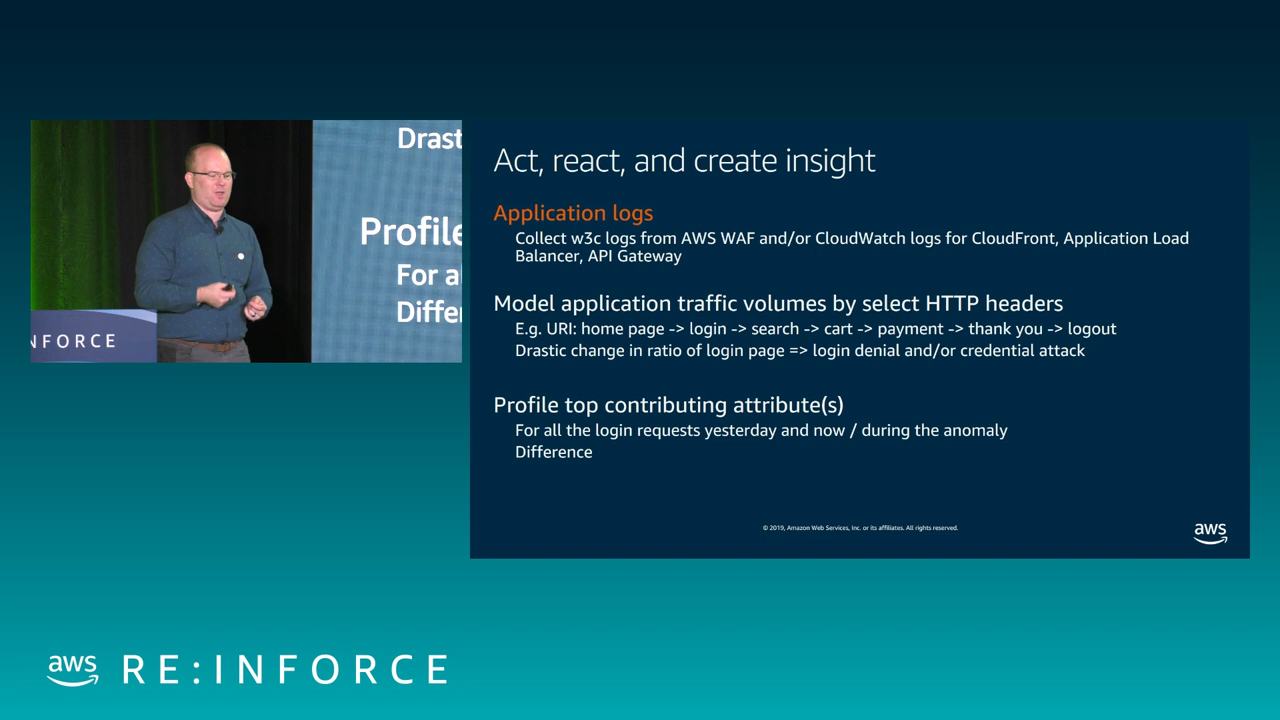 Drast
Profile
For al
Differ
NFORCE
Act, react, and create insight
Application logs
Collect w3c logs from AWS WAF and/or CloudWatch logs for CloudFront, Application Load
Balancer, API Gateway
Model application traffic volumes by select HTTP headers
E.g. URI: home page -> login -> search -> cart -> payment -> thank you -> logout
Drastic change in ratio of login page => login denial and/or credential attack
Profile top contributing attribute(s)
For all the login requests yesterday and now / during the anomaly
Difference
© 2019, Amazon Web Services, Inc. or its affiliates. All rights reserved.
aws
aws RE:INFORCE